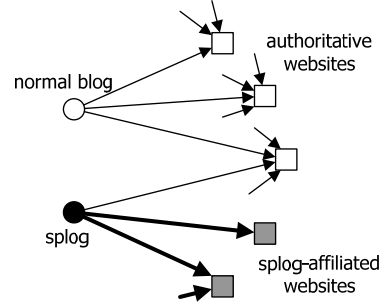 authoritative
websites
normal blog
splog
splog-affiliated
websites